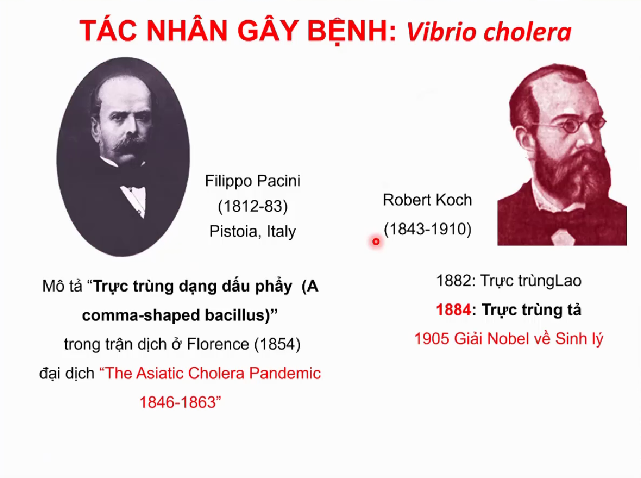 TÁC NHÂN GÂY BỆNH: Vibrio cholera
Filippo Pacini
(1812-83)
Pistoia, Italy
Mô tả “Trực trùng dạng dấu phẩy (A
comma-shaped bacillus)”
trong trận dịch ở Florence (1854)
đại dịch “The Asiatic Cholera Pandemic
1846-1863”
Robert Koch
(1843-1910)
1882: Trực trùngLao
1884: Trực trùng tả
1905 Giải Nobel về Sinh lý